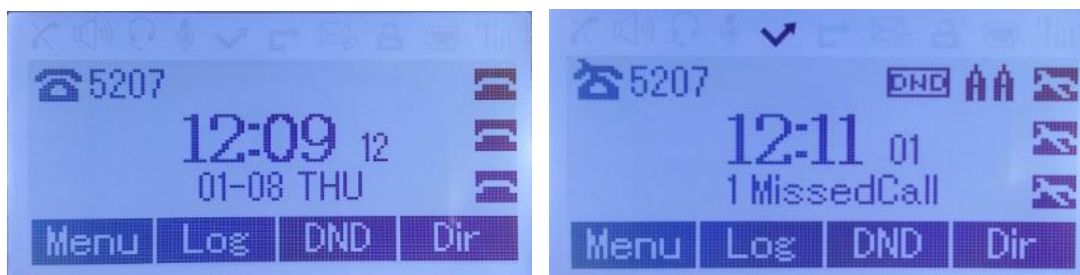 5207
12:09 12
01-08 THU
Menu Log DND Dir
5207 DND AA
12:11 01
1 MissedCall
Menu Log DND Dir